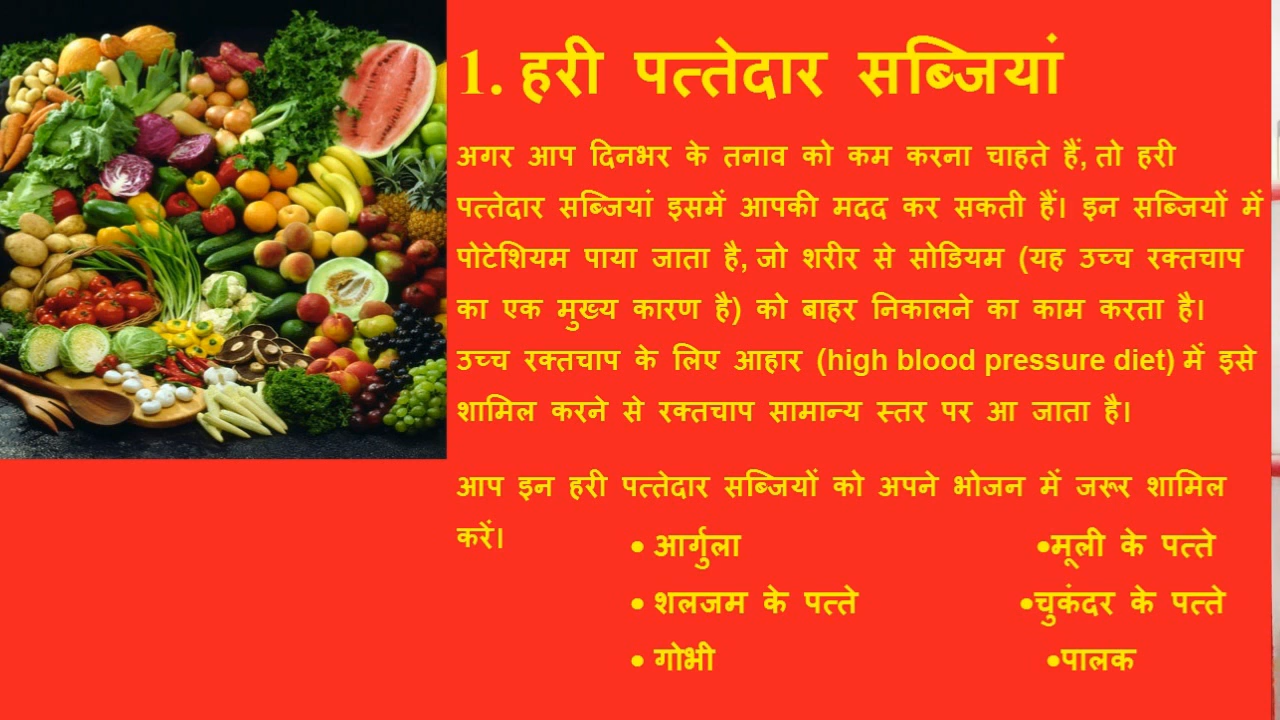 1. हरी पत्तेदार सब्जियां
अगर आप दिनभर के तनाव को कम करना चाहते हैं, तो हरी
पत्तेदार सब्जियां इसमें आपकी मदद कर सकती हैं। इन सब्जियों में
पोटेशियम पाया जाता है, जो शरीर से सोडियम (यह उच्च रक्तचाप
का एक मुख्य कारण है) को बाहर निकालने का काम करता है।
उच्च रक्तचाप के लिए आहार (high blood pressure diet) में इसे
शामिल करने से रक्तचाप सामान्य स्तर पर आ जाता है।
आप इन हरी पत्तेदार सब्जियों को अपने भोजन में जरूर शामिल
करें।
• आर्गुला
• शलजम के पत्ते
• गोभी
•मूली के पत्ते
•चुकंदर के पत्ते
•पालक